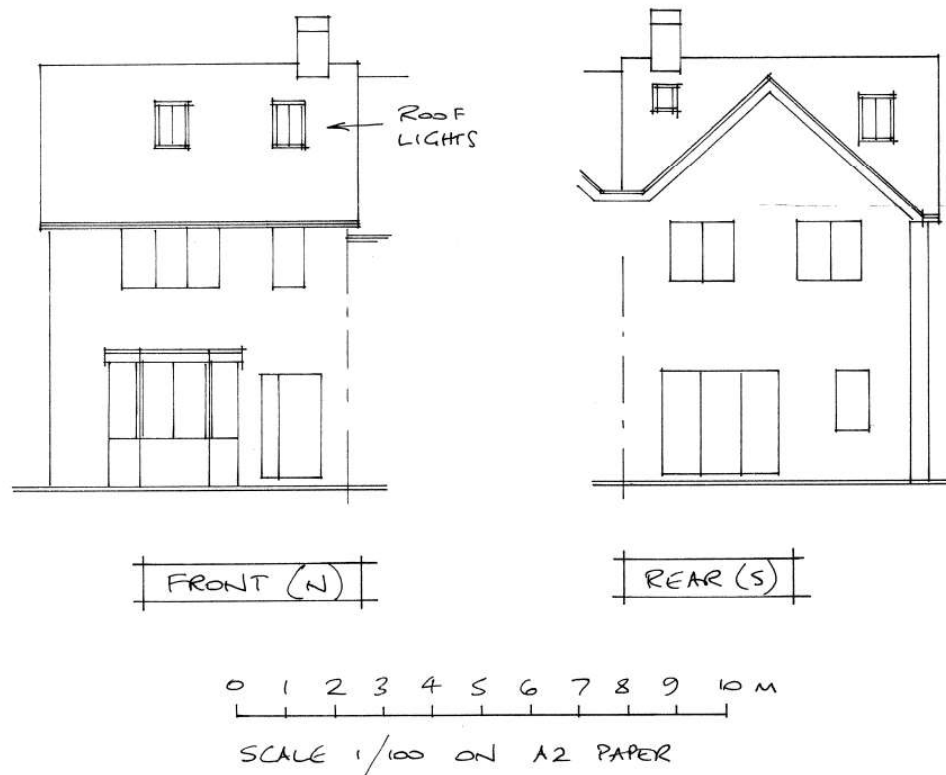 ROOF
LIGHTS
FRONT (N)
REAR (S)
0 1 2 3 4 5 6 7 8 9 10 M
SCALE 1/100 ON A2 PAPER